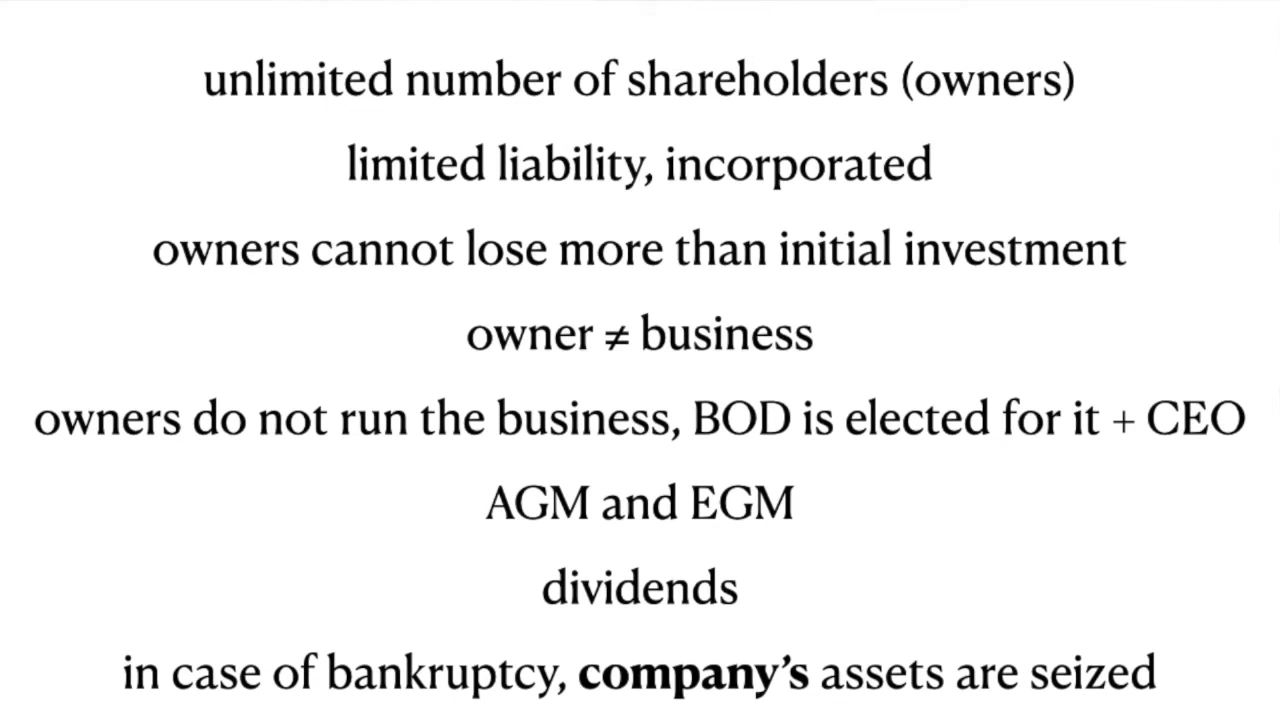 unlimited number of shareholders (owners)
limited liability, incorporated
owners cannot lose more than initial investment
owner ≠ business
owners do not run the business, BOD is elected for it + CEO
AGM and EGM
dividends
in case of bankruptcy, company’s assets are seized